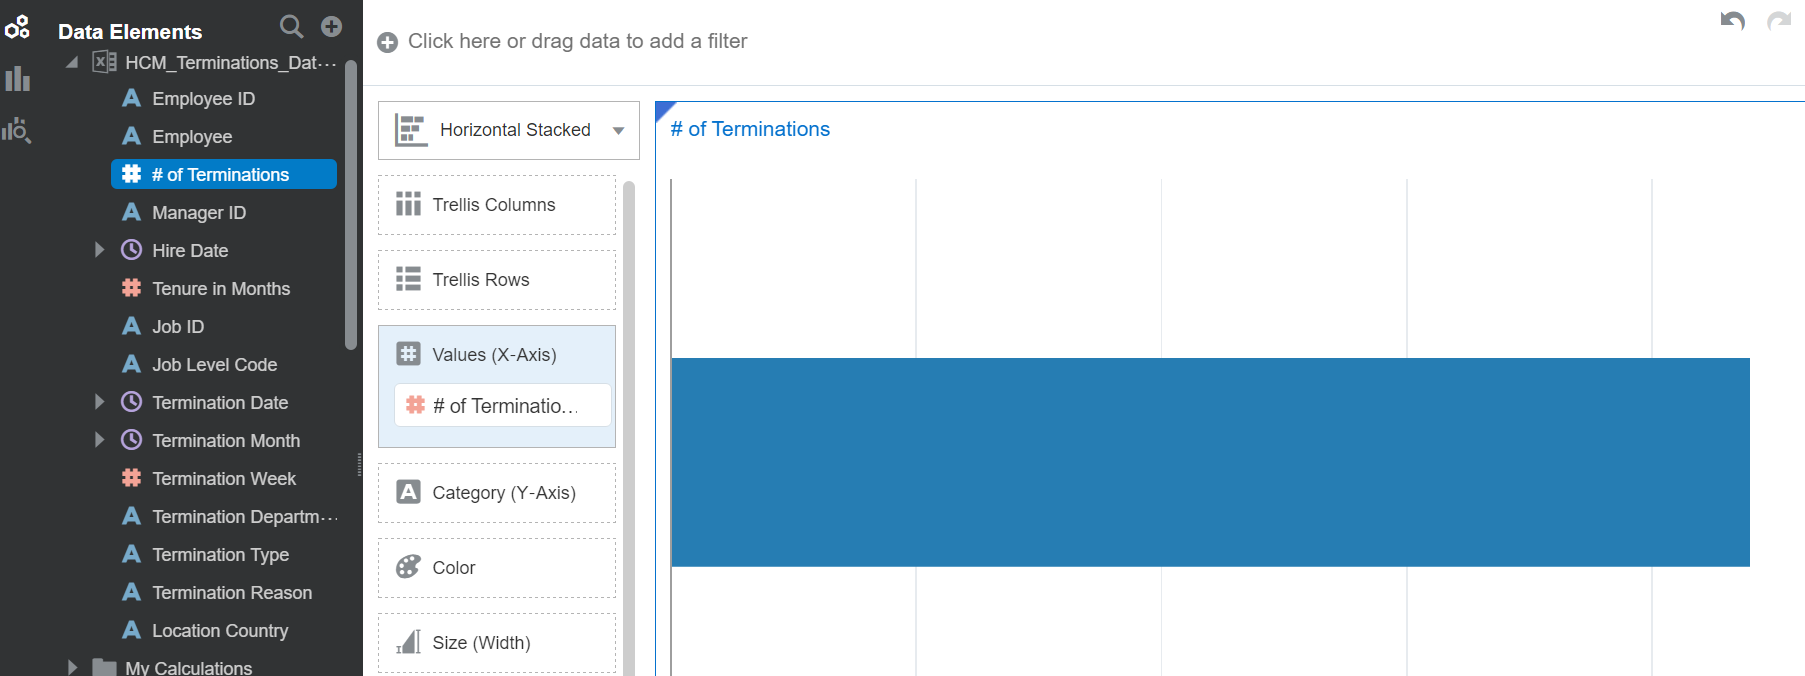 Data Elements
HCM_Terminations_Dat...
Employee ID
Employee
# of Terminations
Manager ID
Hire Date
Tenure in Months
Job ID
Job Level Code
Termination Date
Termination Month
Termination Week
Termination Departm...
Termination Type
Termination Reason
Location Country
My Calculations
Click here or drag data to add a filter
Horizontal Stacked
Trellis Columns
Trellis Rows
Values (X-Axis)
# of Terminatio...
Category (Y-Axis)
Color
Size (Width)
# of Terminations